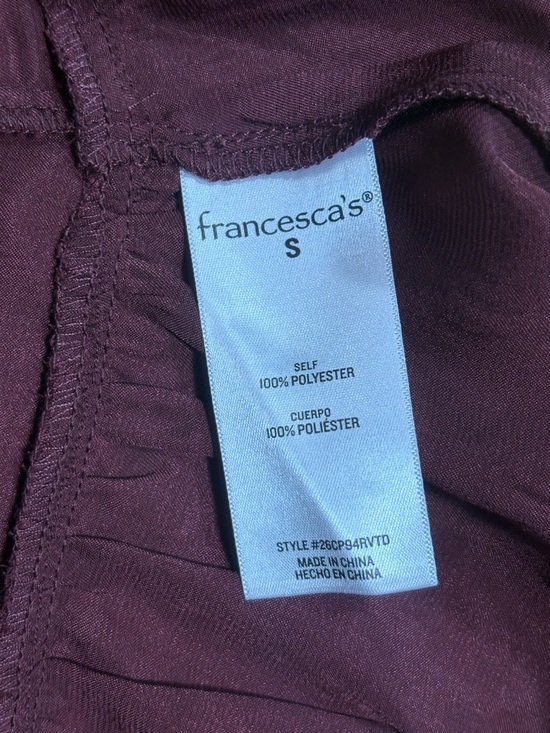 francesca's®
S
SELF
100% POLYESTER
CUERPO
100% POLIÉSTER
STYLE #26CP94RVTD
MADE IN CHINA
HECHO EN CHINA